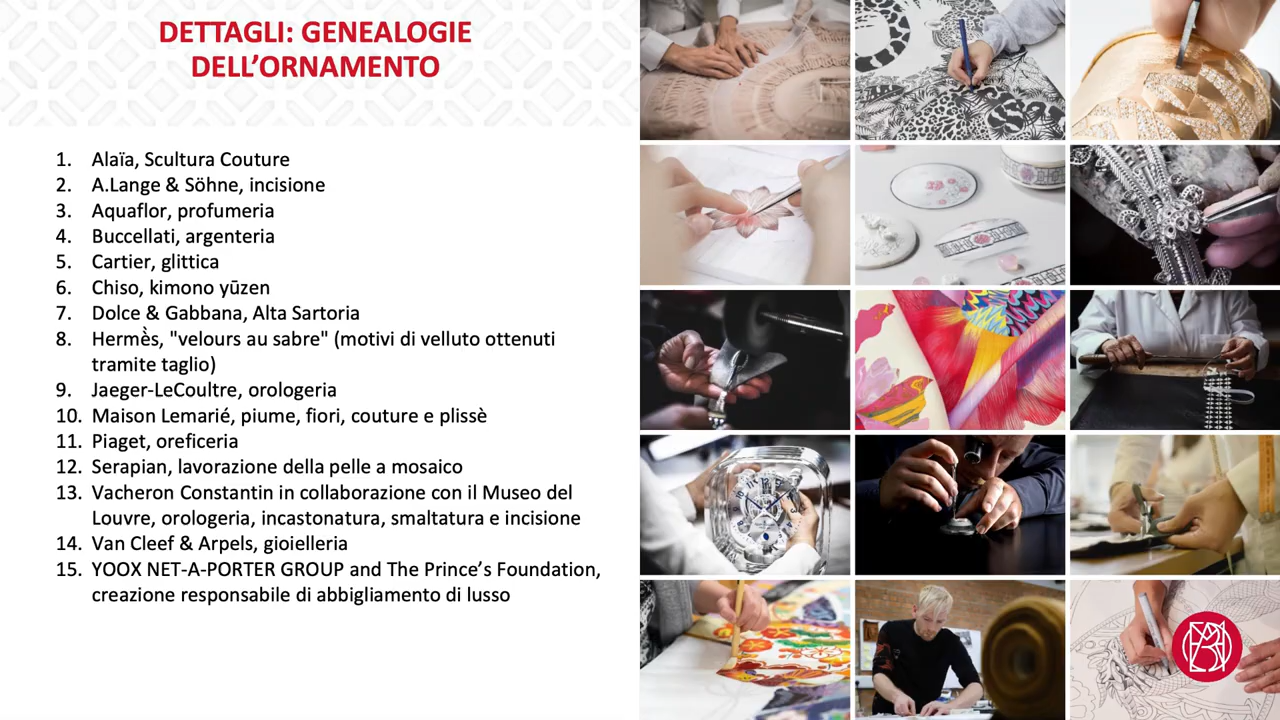 DETTAGLI: GENEALOGIE
DELL’ORNAMENTO
1. Alaïa, Scultura Couture
2. A.Lange & Söhne, incisione
3. Aquaflor, profumeria
4. Buccellati, argenteria
5. Cartier, glittica
6. Chiso, kimono yūzen
7. Dolce & Gabbana, Alta Sartoria
8. Hermès, "velours au sabre" (motivi di velluto ottenuti
tramite taglio)
9. Jaeger-LeCoultre, orologeria
10. Maison Lemarié, piume, fiori, couture e plissè
11. Piaget, oreficeria
12. Serapian, lavorazione della pelle a mosaico
13. Vacheron Constantin in collaborazione con il Museo del
Louvre, orologeria, incastonatura, smaltatura e incisione
14. Van Cleef & Arpels, gioielleria
15. YOOX NET-A-PORTER GROUP and The Prince’s Foundation,
creazione responsabile di abbigliamento di lusso